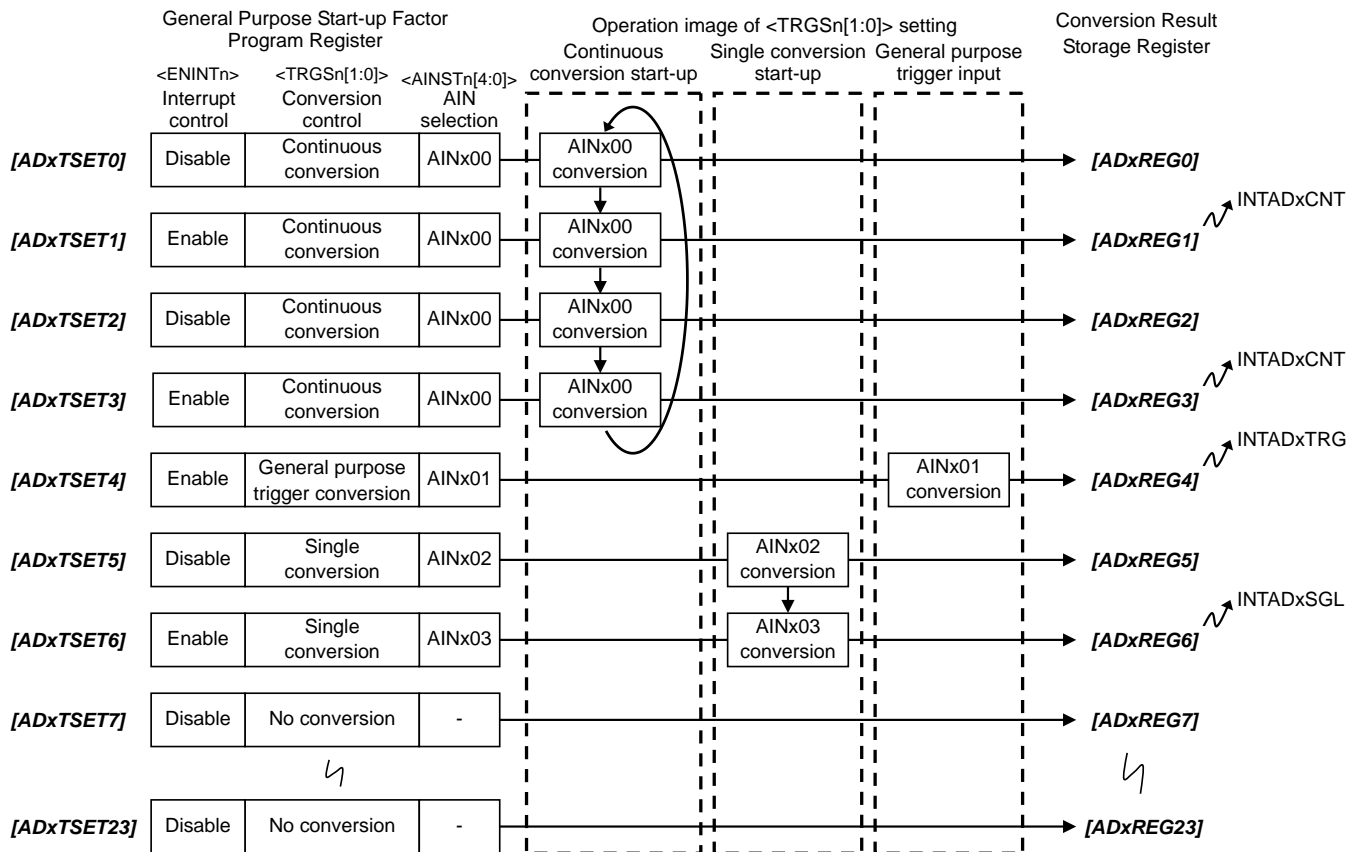 General Purpose Start-up Factor
Program Register
Operation image of <TRGSn[1:0]> setting
Conversion Result
Storage Register
Continuous
conversion start-up
Single conversion
start-up
General purpose
trigger input
<ENINTn>
Interrupt
control
<TRGSn[1:0]>
Conversion
control
<AINSTn[4:0]>
AIN
selection
[ADxTSET0]
Disable
Continuous
conversion
AINx00
AINx00
conversion
[ADxREG0]
INTADxCNT
[ADxTSET1]
Enable
Continuous
conversion
AINx00
AINx00
conversion
[ADxREG1]
[ADxTSET2]
Disable
Continuous
conversion
AINx00
AINx00
conversion
[ADxREG2]
INTADxCNT
[ADxTSET3]
Enable
Continuous
conversion
AINx00
AINx00
conversion
[ADxREG3]
INTADxTRG
[ADxTSET4]
Enable
General purpose
trigger conversion
AINx01
AINx01
conversion
[ADxREG4]
[ADxTSET5]
Disable
Single
conversion
AINx02
AINx02
conversion
[ADxREG5]
INTADxSGL
[ADxTSET6]
Enable
Single
conversion
AINx03
AINx03
conversion
[ADxREG6]
[ADxTSET7]
Disable
No conversion
-
[ADxREG7]
[ADxTSET23]
Disable
No conversion
-
[ADxREG23]